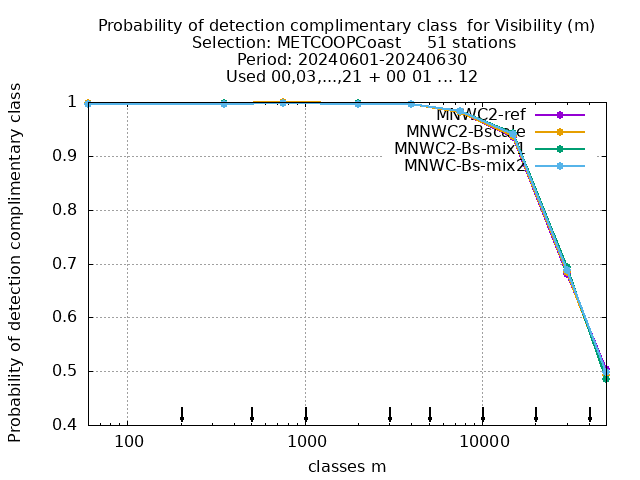 Probability of detection complimentary class for Visibility (m)
Selection: METCOOPCoast 51 stations
Period: 20240601-20240630
Used 00,03,...,21 + 00 01 ... 12
Probability of detection complimentary class
1
0.9
0.8
0.7
0.6
0.5
0.4
MNWC2-ref
MNWC2-Bscale
MNWC2-Bs-mix1
MNWC-Bs-mix2
100
1000
10000
classes m